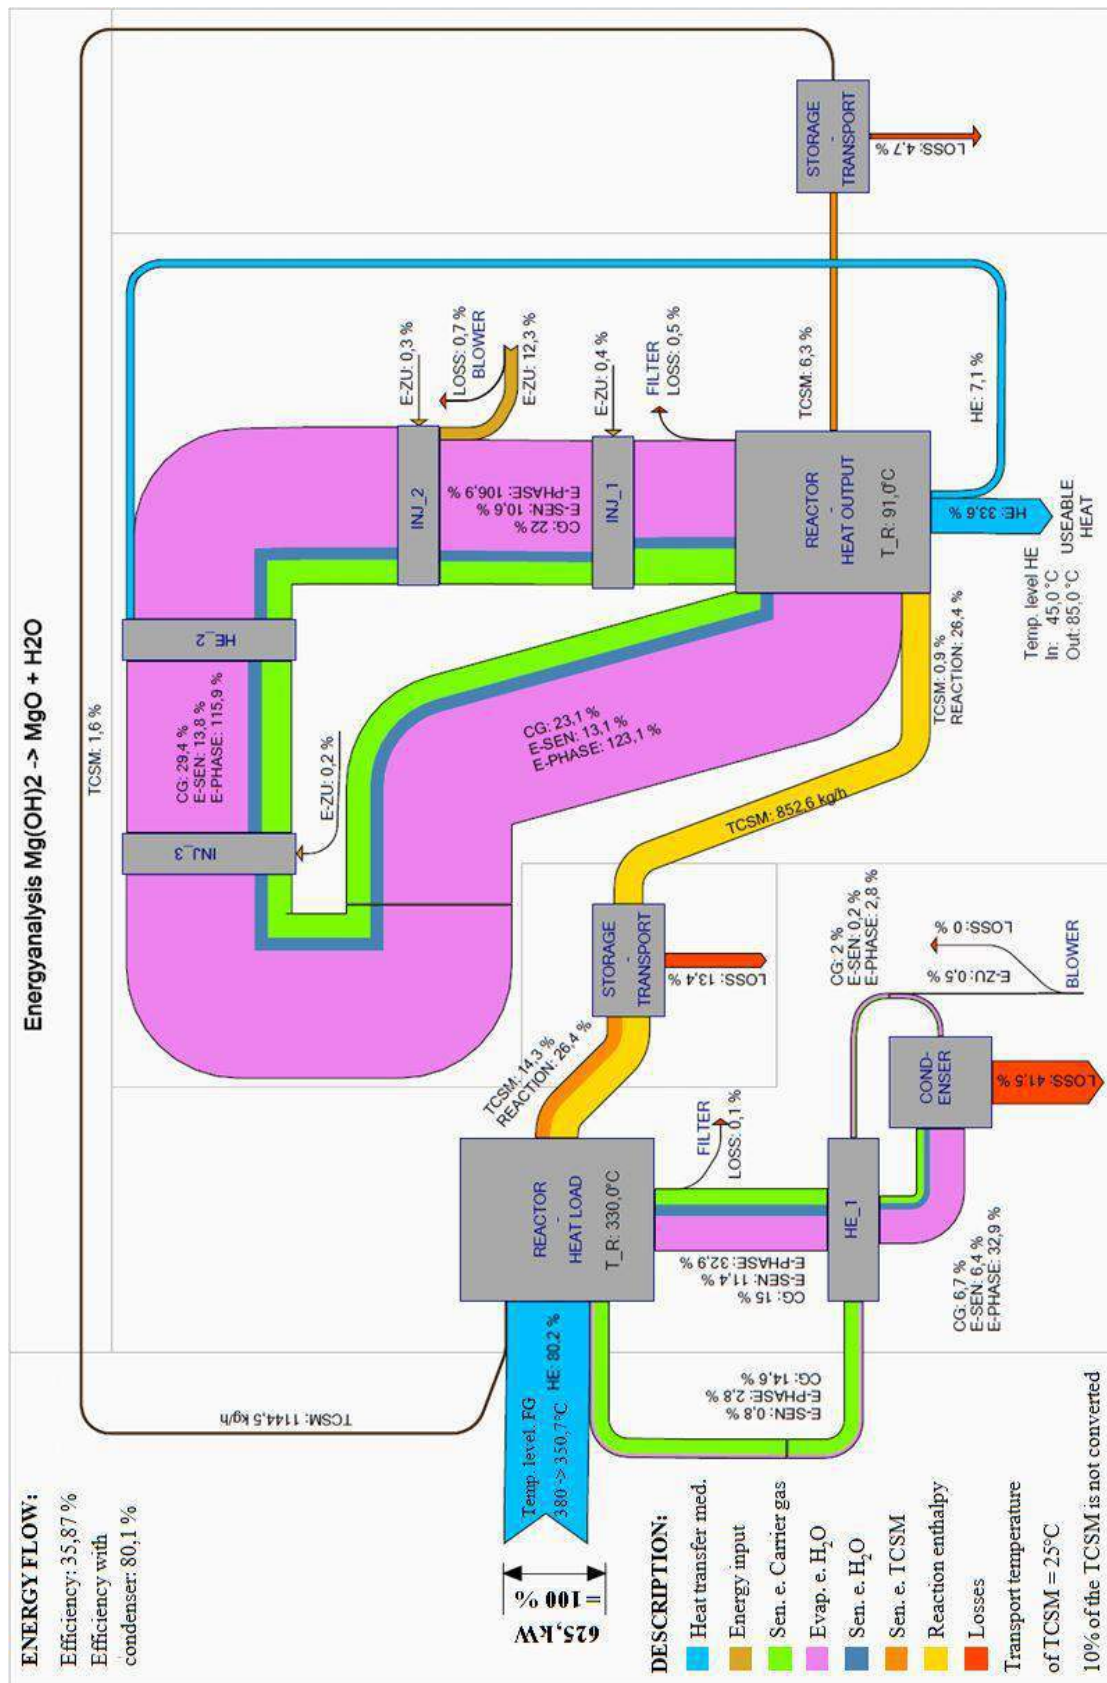 Energyanalysis Mg(OH)2 -> MgO + H2O
ENERGY FLOW:
Efficiency: 35,87 %
Efficiency with
condenser: 80,1 %
TCSM: 1144,5 kg/h
TCSM: 1,6 %
625,kW
= 100 %
Temp. level. FG
380 -> 350,7°C
HE: 80,2 %
REACTOR
-
HEAT LOAD
T_R: 330,0°C
TCSM: 14,3 %
REACTION: 26,4 %
STORAGE
-
TRANSPORT
LOSS: 13,4 %
TCSM: 852,6 kg/h
TCSM: 0,9 %
REACTION: 26,4 %
INJ_3
E-ZU: 0,2 %
CG: 29,4 %
E-SEN: 13,8 %
E-PHASE: 115,9 %
HE_2
CG: 23,1 %
E-SEN: 13,1 %
E-PHASE: 123,1 %
INJ_2
E-ZU: 0,3 %
LOSS: 0,7 %
BLOWER
E-ZU: 12,3 %
CG: 22 %
E-SEN: 10,6 %
E-PHASE: 106,9 %
INJ_1
E-ZU: 0,4 %
FILTER
LOSS: 0,5 %
REACTOR
-
HEAT OUTPUT
T_R: 91,0°C
TCSM: 6,3 %
STORAGE
-
TRANSPORT
LOSS: 4,7 %
HE: 7,1 %
HE: 33,6 %
USEABLE
HEAT
Temp. level HE
In: 45,0 °C
Out: 85,0 °C
FILTER
LOSS: 0,1 %
CG: 15 %
E-SEN: 11,4 %
E-PHASE: 32,9 %
HE_1
E-SEN: 0,8 %
E-PHASE: 2,8 %
CG: 14,6 %
CG: 6,7 %
E-SEN: 6,4 %
E-PHASE: 32,9 %
COND-
ENSER
LOSS: 41,5 %
CG: 2 %
E-SEN: 0,2 %
E-PHASE: 2,8 %
LOSS: 0 %
E-ZU: 0,5 %
BLOWER
DESCRIPTION:
Heat transfer med.
Energy input
Sen. e. Carrier gas
Evap. e. H2O
Sen. e. H2O
Sen. e. TCSM
Reaction enthalpy
Losses
Transport temperature
of TCSM = 25°C
10% of the TCSM is not converted